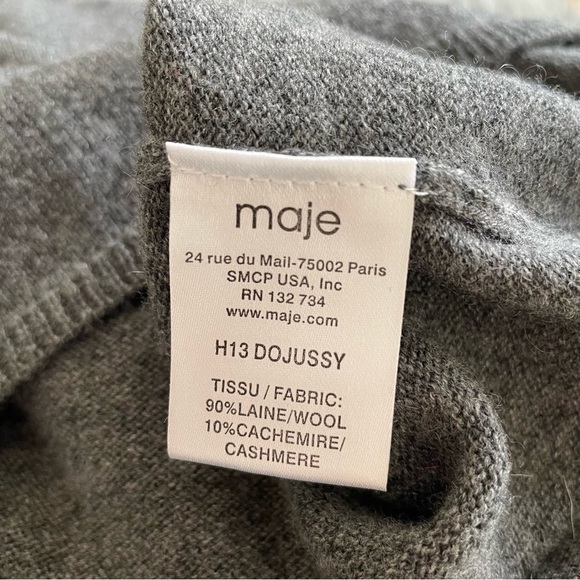 maje
24 rue du Mail-75002 Paris
SMCP USA, Inc
RN 132 734
www.maje.com
H13 DOJUSSY
TISSU / FABRIC:
90%LAINE/WOOL
10%CACHEMIRE/
CASHMERE